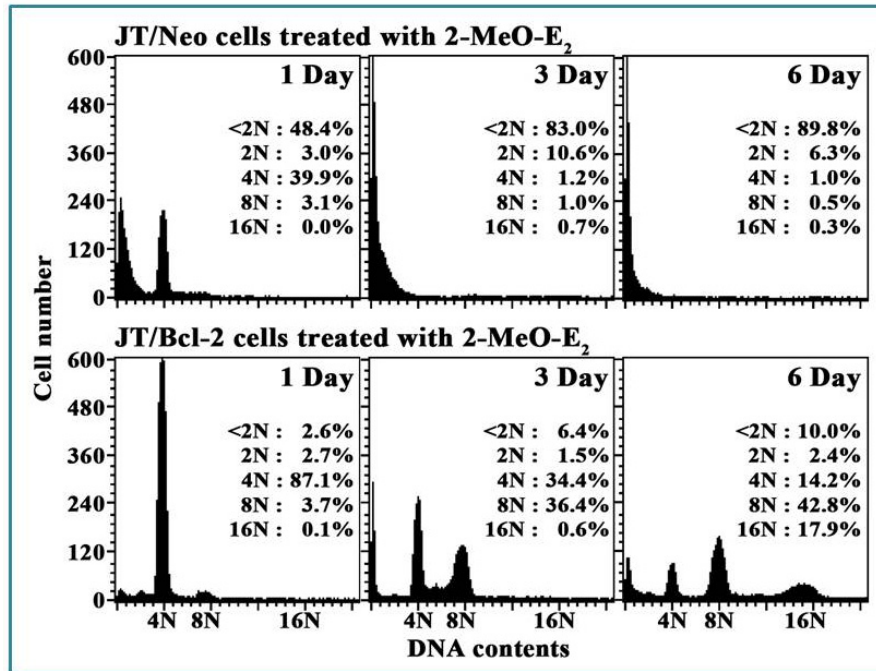 JT/Neo cells treated with 2-MeO-E₂
600
480
360
240
120
0
Cell number
1 Day
<2N : 48.4%
2N : 3.0%
4N : 39.9%
8N : 3.1%
16N : 0.0%
3 Day
<2N : 83.0%
2N : 10.6%
4N : 1.2%
8N : 1.0%
16N : 0.7%
6 Day
<2N : 89.8%
2N : 6.3%
4N : 1.0%
8N : 0.5%
16N : 0.3%
JT/Bcl-2 cells treated with 2-MeO-E₂
600
480
360
240
120
0
1 Day
<2N : 2.6%
2N : 2.7%
4N : 87.1%
8N : 3.7%
16N : 0.1%
3 Day
<2N : 6.4%
2N : 1.5%
4N : 34.4%
8N : 36.4%
16N : 0.6%
6 Day
<2N : 10.0%
2N : 2.4%
4N : 14.2%
8N : 42.8%
16N : 17.9%
4N 8N 16N 4N 8N 16N 4N 8N 16N
DNA contents